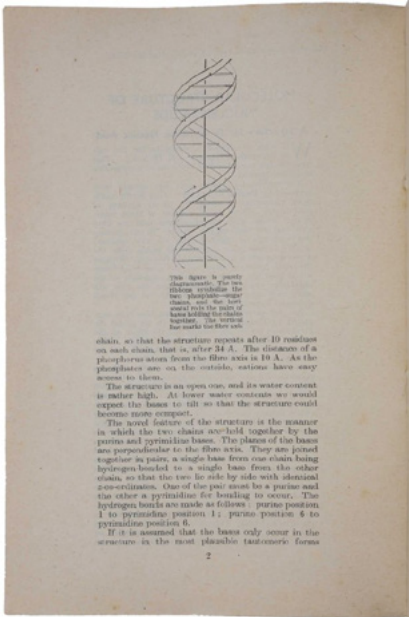 This figure is purely
diagrammatic. The two
ribbons symbolize the
two phosphate—sugar
chains, and the hori-
zontal rods the pairs of
bases holding the chains
together. The vertical
line marks the fibre axis
chain, so that the structure repeats after 10 residues
on each chain, that is, after 34 A. The distance of a
phosphorus atom from the fibre axis is 10 A. As the
phosphates are on the outside, cations have easy
access to them.
The structure is an open one, and its water content
is rather high. At lower water contents we would
expect the bases to tilt so that the structure could
become more compact.
The novel feature of the structure is the manner
in which the two chains are held together by the
purine and pyrimidine bases. The planes of the bases
are perpendicular to the fibre axis. They are joined
together in pairs, a single base from one chain being
hydrogen-bonded to a single base from the other
chain, so that the two lie side by side with identical
z-co-ordinates. One of the pair must be a purine and
the other a pyrimidine for bonding to occur. The
hydrogen bonds are made as follows : purine position
1 to pyrimidine position 1 ; purine position 6 to
pyrimidine position 6.
If it is assumed that the bases only occur in the
structure in the most plausible tautomeric forms
2